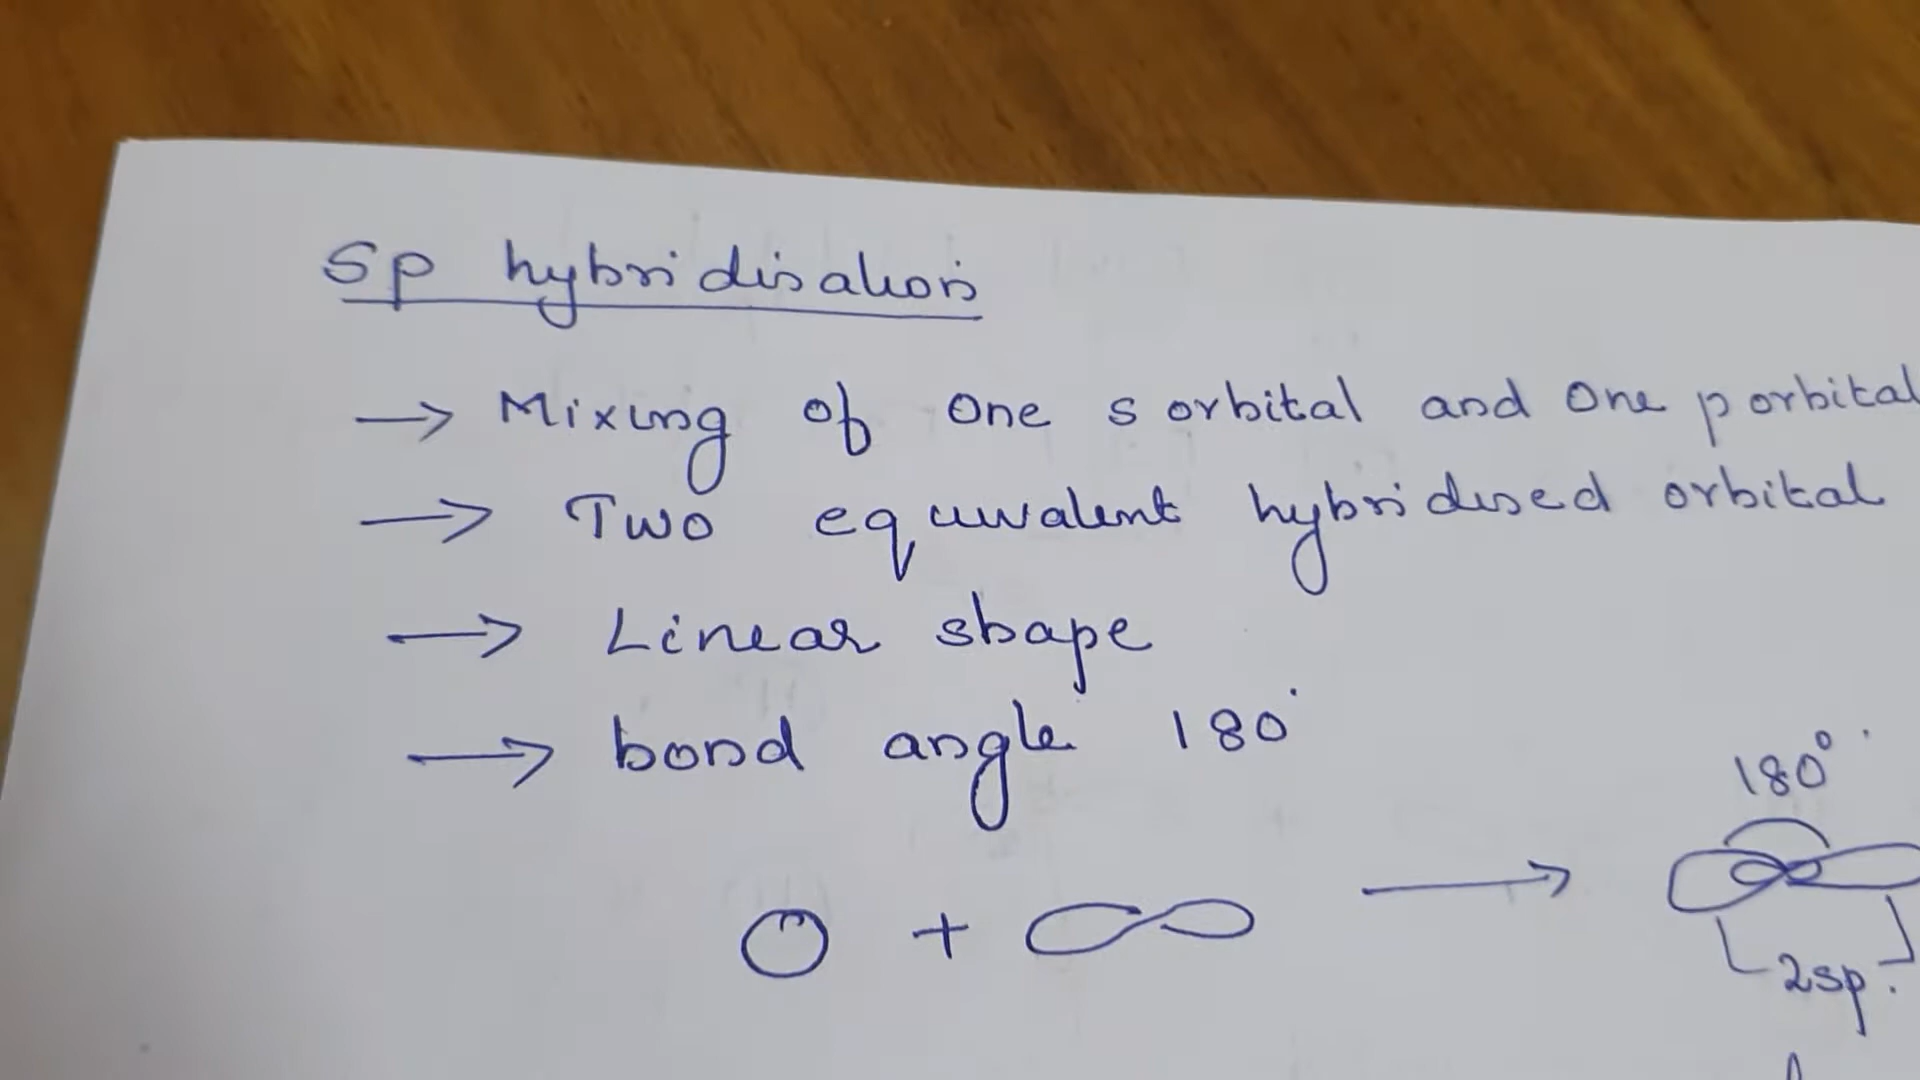 Sp hybridisation
→ Mixing of One s orbital and One p orbital
→ Two equivalent hybridised orbital
→ Linear shape
→ bond angle 180°
180°
+ →
2sp.